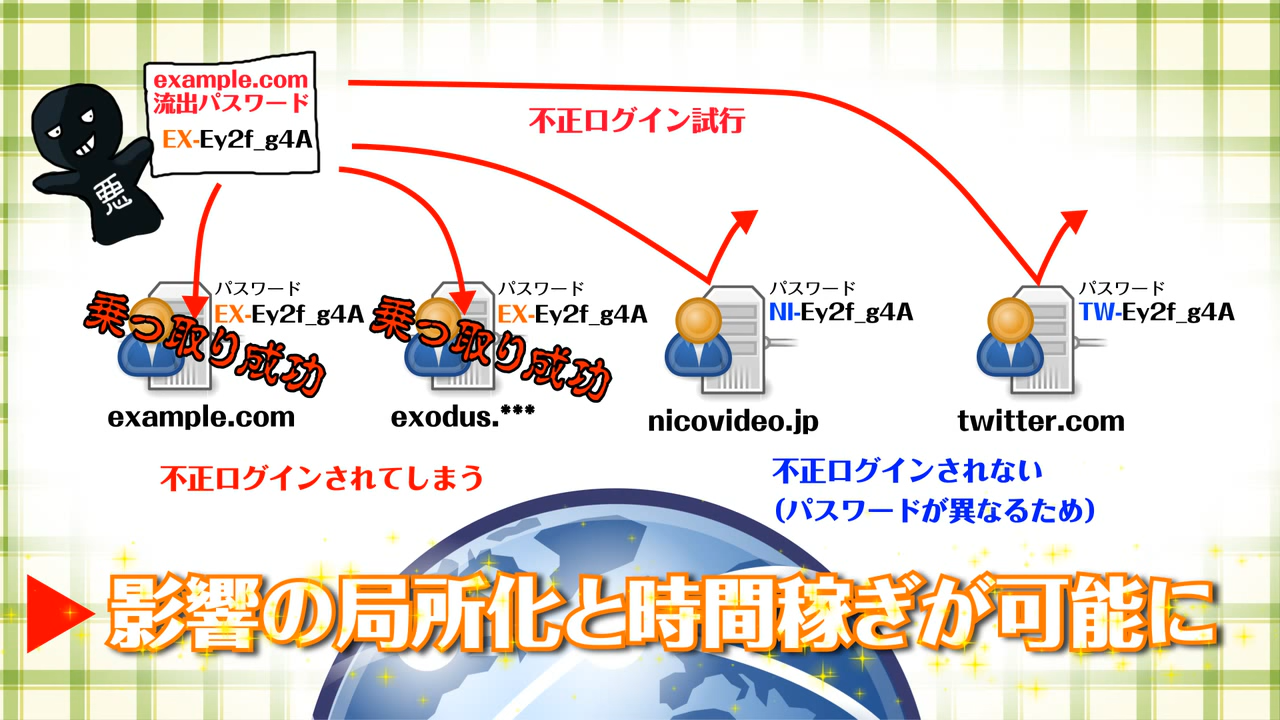 example.com
流出パスワード
EX-Ey2f_g4A
悪
不正ログイン試行
パスワード
EX-Ey2f_g4A
乗っ取り成功
example.com
パスワード
EX-Ey2f_g4A
乗っ取り成功
exodus.***
パスワード
NI-Ey2f_g4A
nicovideo.jp
パスワード
TW-Ey2f_g4A
twitter.com
不正ログインされてしまう
不正ログインされない
（パスワードが異なるため）
影響の局所化と時間稼ぎが可能に